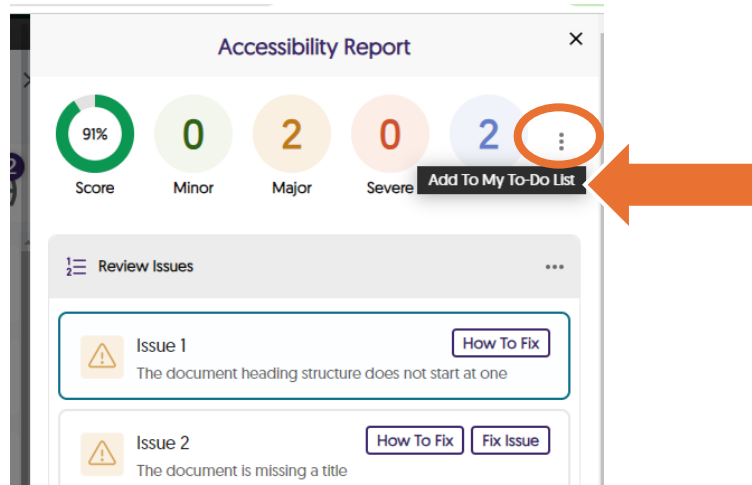 Accessibility Report
91%
0
2
0
2
Score
Minor
Major
Severe
Add To My To-Do List
Review Issues
Issue 1
How To Fix
The document heading structure does not start at one
Issue 2
How To Fix
Fix Issue
The document is missing a title